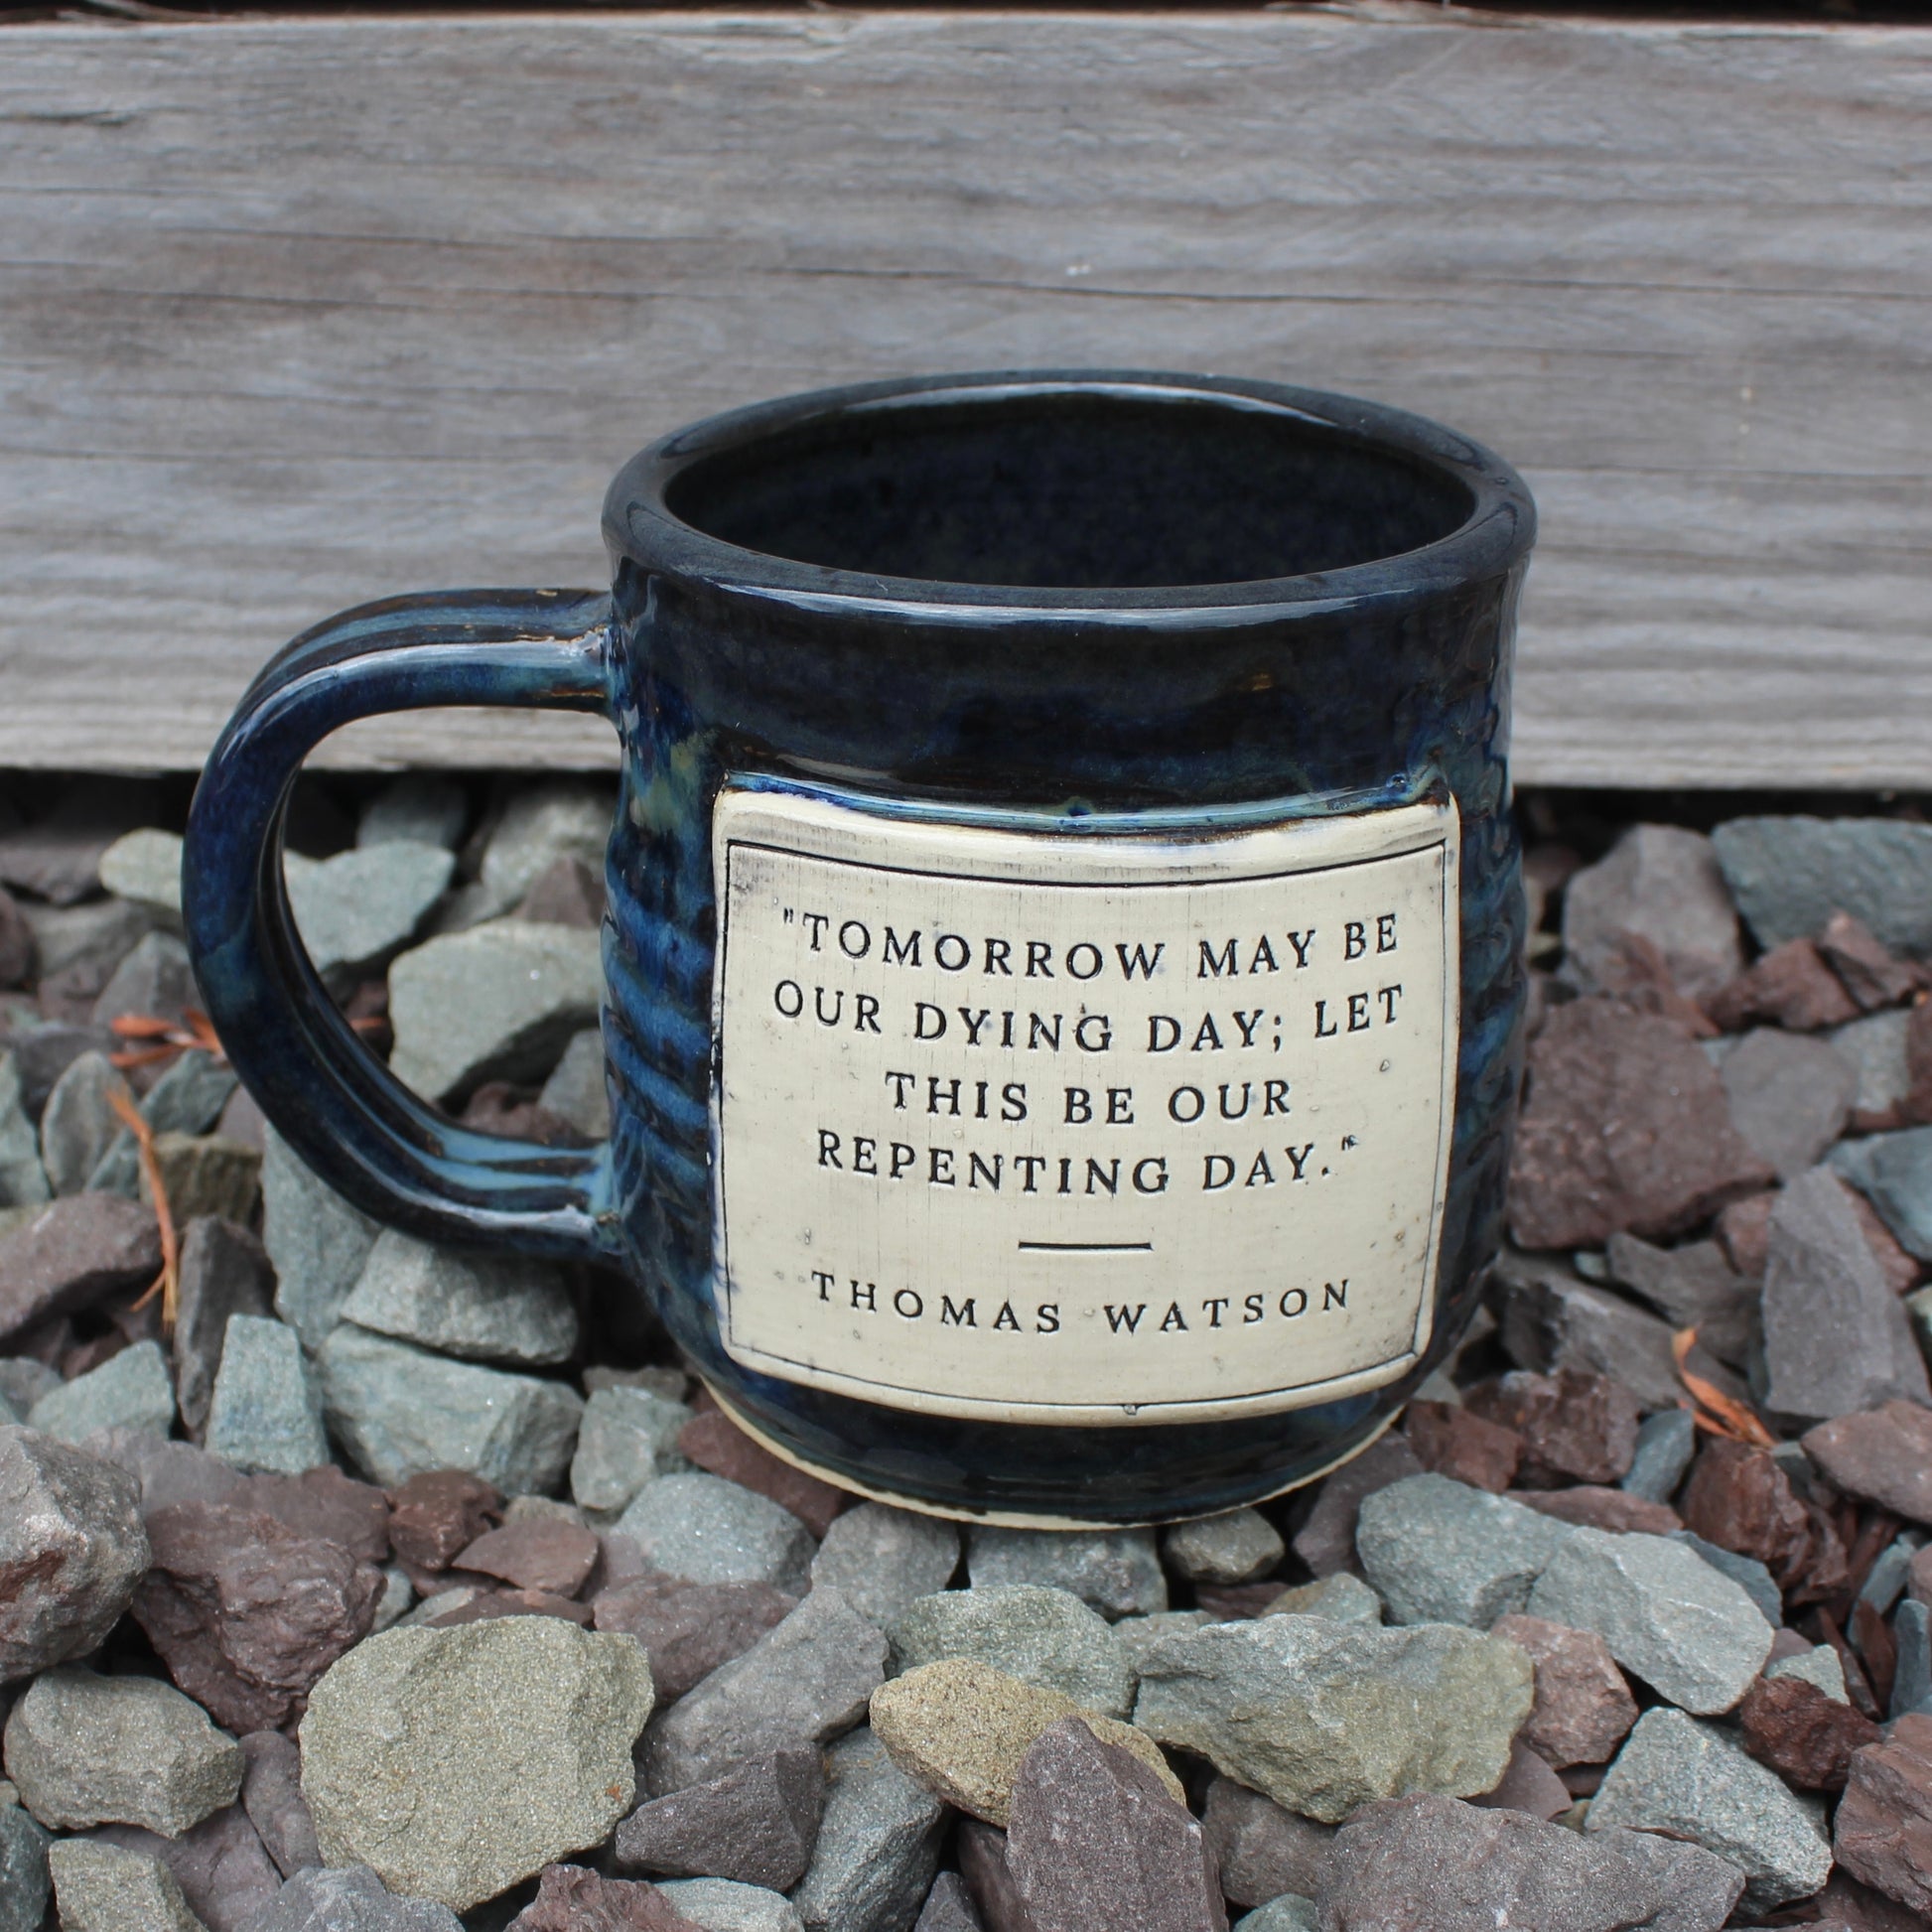 "TOMORROW MAY BE
OUR DYING DAY; LET
THIS BE OUR
REPENTING DAY."
THOMAS WATSON